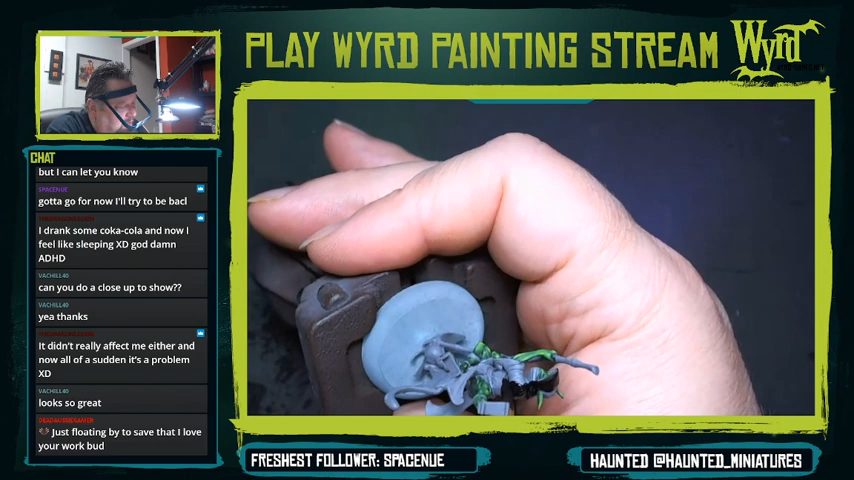 PLAY WYRD PAINTING STREAM
Wyrd
CHAT
but I can let you know
SPACENUE
gotta go for now I'll try to be bacl
I drank some coka-cola and now I
feel like sleeping XD god damn
ADHD
VACHILL40
can you do a close up to show??
VACHILL40
yea thanks
It didn't really affect me either and
now all of a sudden it's a problem
XD
VACHILL40
looks so great
Just floating by to save that I love
your work bud
FRESHEST FOLLOWER: SPACENUE
HAUNTED @HAUNTED_MINIATURES